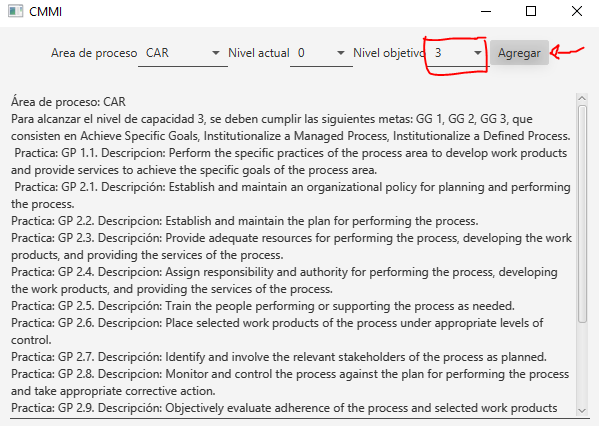 CMMI
Area de proceso CAR Nivel actual 0 Nivel objetivo 3 Agregar
Área de proceso: CAR
Para alcanzar el nivel de capacidad 3, se deben cumplir las siguientes metas: GG 1, GG 2, GG 3, que
consisten en Achieve Specific Goals, Institutionalize a Managed Process, Institutionalize a Defined Process.
Practica: GP 1.1. Descripcion: Perform the specific practices of the process area to develop work products
and provide services to achieve the specific goals of the process area.
Practica: GP 2.1. Descripción: Establish and maintain an organizational policy for planning and performing
the process.
Practica: GP 2.2. Descripcion: Establish and maintain the plan for performing the process.
Practica: GP 2.3. Descripción: Provide adequate resources for performing the process, developing the work
products, and providing the services of the process.
Practica: GP 2.4. Descripcion: Assign responsibility and authority for performing the process, developing
the work products, and providing the services of the process.
Practica: GP 2.5. Descripción: Train the people performing or supporting the process as needed.
Practica: GP 2.6. Descripcion: Place selected work products of the process under appropriate levels of
control.
Practica: GP 2.7. Descripción: Identify and involve the relevant stakeholders of the process as planned.
Practica: GP 2.8. Descripcion: Monitor and control the process against the plan for performing the process
and take appropriate corrective action.
Practica: GP 2.9. Descripción: Objectively evaluate adherence of the process and selected work products